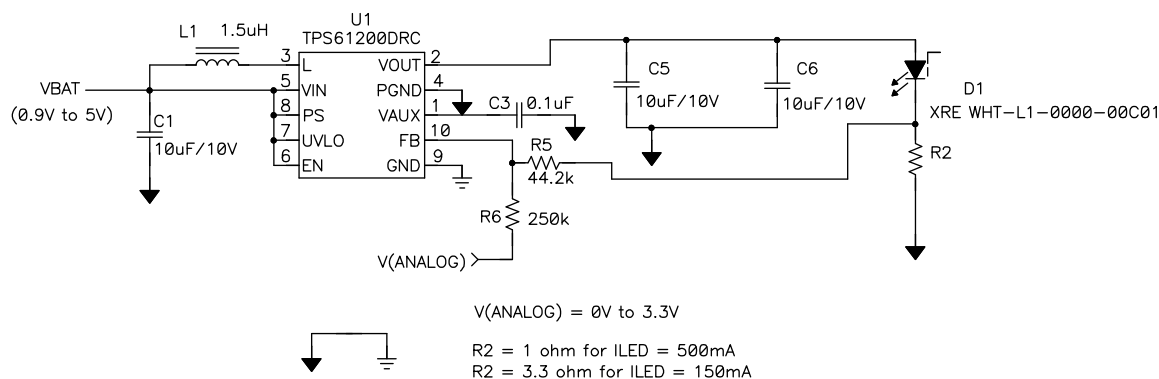 U1
L1 1.5uH TPS61200DRC
3 L VOUT 2
VBAT 5 VIN PGND 4
(0.9V to 5V) 8 PS VAUX 1
7 UVLO FB 10
6 EN GND 9
C1
10uF/10V
C3 0.1uF
C5
10uF/10V
C6
10uF/10V
D1
XRE WHT-L1-0000-00C01
R5
44.2k
R2
R6 250k
V(ANALOG)
V(ANALOG) = 0V to 3.3V
R2 = 1 ohm for ILED = 500mA
R2 = 3.3 ohm for ILED = 150mA